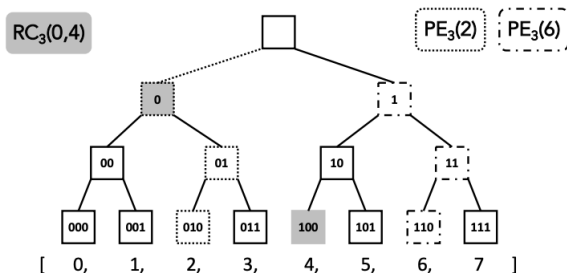 RC₃(0,4) PE₃(2) PE₃(6)
0 1
00 01 10 11
000 001 010 011 100 101 110 111
[ 0, 1, 2, 3, 4, 5, 6, 7 ]